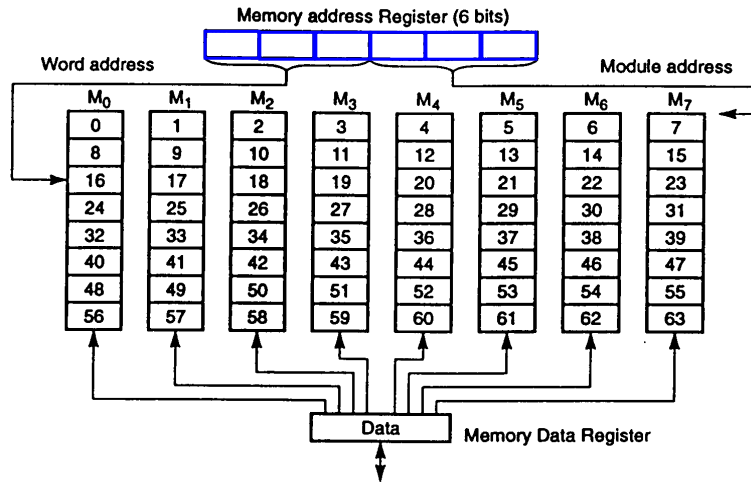 Memory address Register (6 bits)
Word address
Module address
M0 M1 M2 M3 M4 M5 M6 M7
0 1 2 3 4 5 6 7
8 9 10 11 12 13 14 15
16 17 18 19 20 21 22 23
24 25 26 27 28 29 30 31
32 33 34 35 36 37 38 39
40 41 42 43 44 45 46 47
48 49 50 51 52 53 54 55
56 57 58 59 60 61 62 63
Data
Memory Data Register